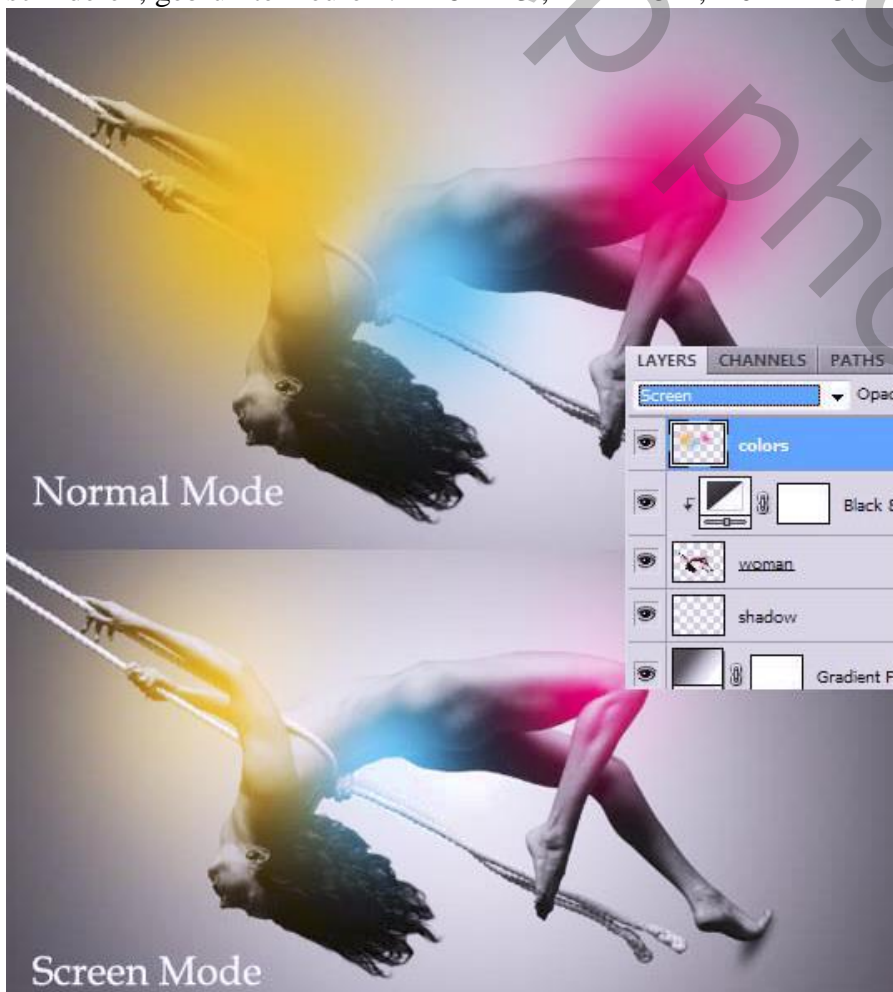 Normal Mode
LAYERS CHANNELS PATHS
Screen
colors
Black &
woman
shadow
Gradient F
Screen Mode